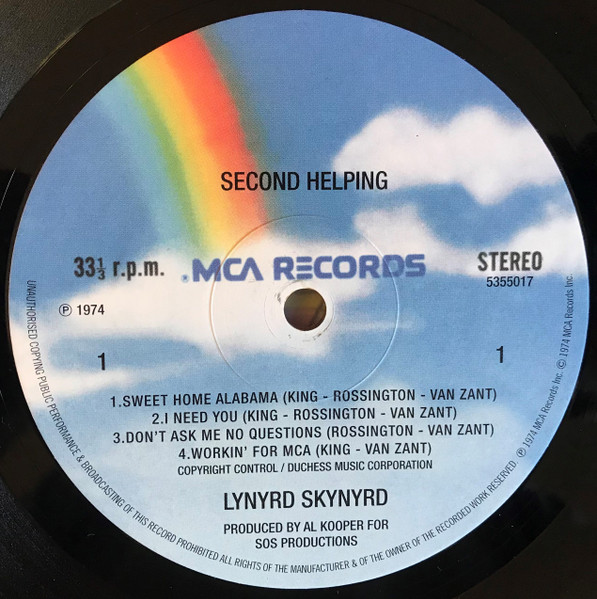 SECOND HELPING
33⅓ r.p.m.
MCA RECORDS
STEREO
5355017
℗ 1974
1
1
1.SWEET HOME ALABAMA (KING - ROSSINGTON - VAN ZANT)
2.I NEED YOU (KING - ROSSINGTON - VAN ZANT)
3.DON'T ASK ME NO QUESTIONS (ROSSINGTON - VAN ZANT)
4.WORKIN' FOR MCA (KING - VAN ZANT)
COPYRIGHT CONTROL / DUCHESS MUSIC CORPORATION
LYNYRD SKYNYRD
PRODUCED BY AL KOOPER FOR
SOS PRODUCTIONS
UNAUTHORISED COPYING PUBLIC PERFORMANCE & BROADCASTING OF THIS RECORD PROHIBITED ALL RIGHTS OF THE MANUFACTURER & OF THE OWNER OF THE RECORDED WORK RESERVED ℗ 1974 MCA Records Inc. © 1974 MCA Records Inc.